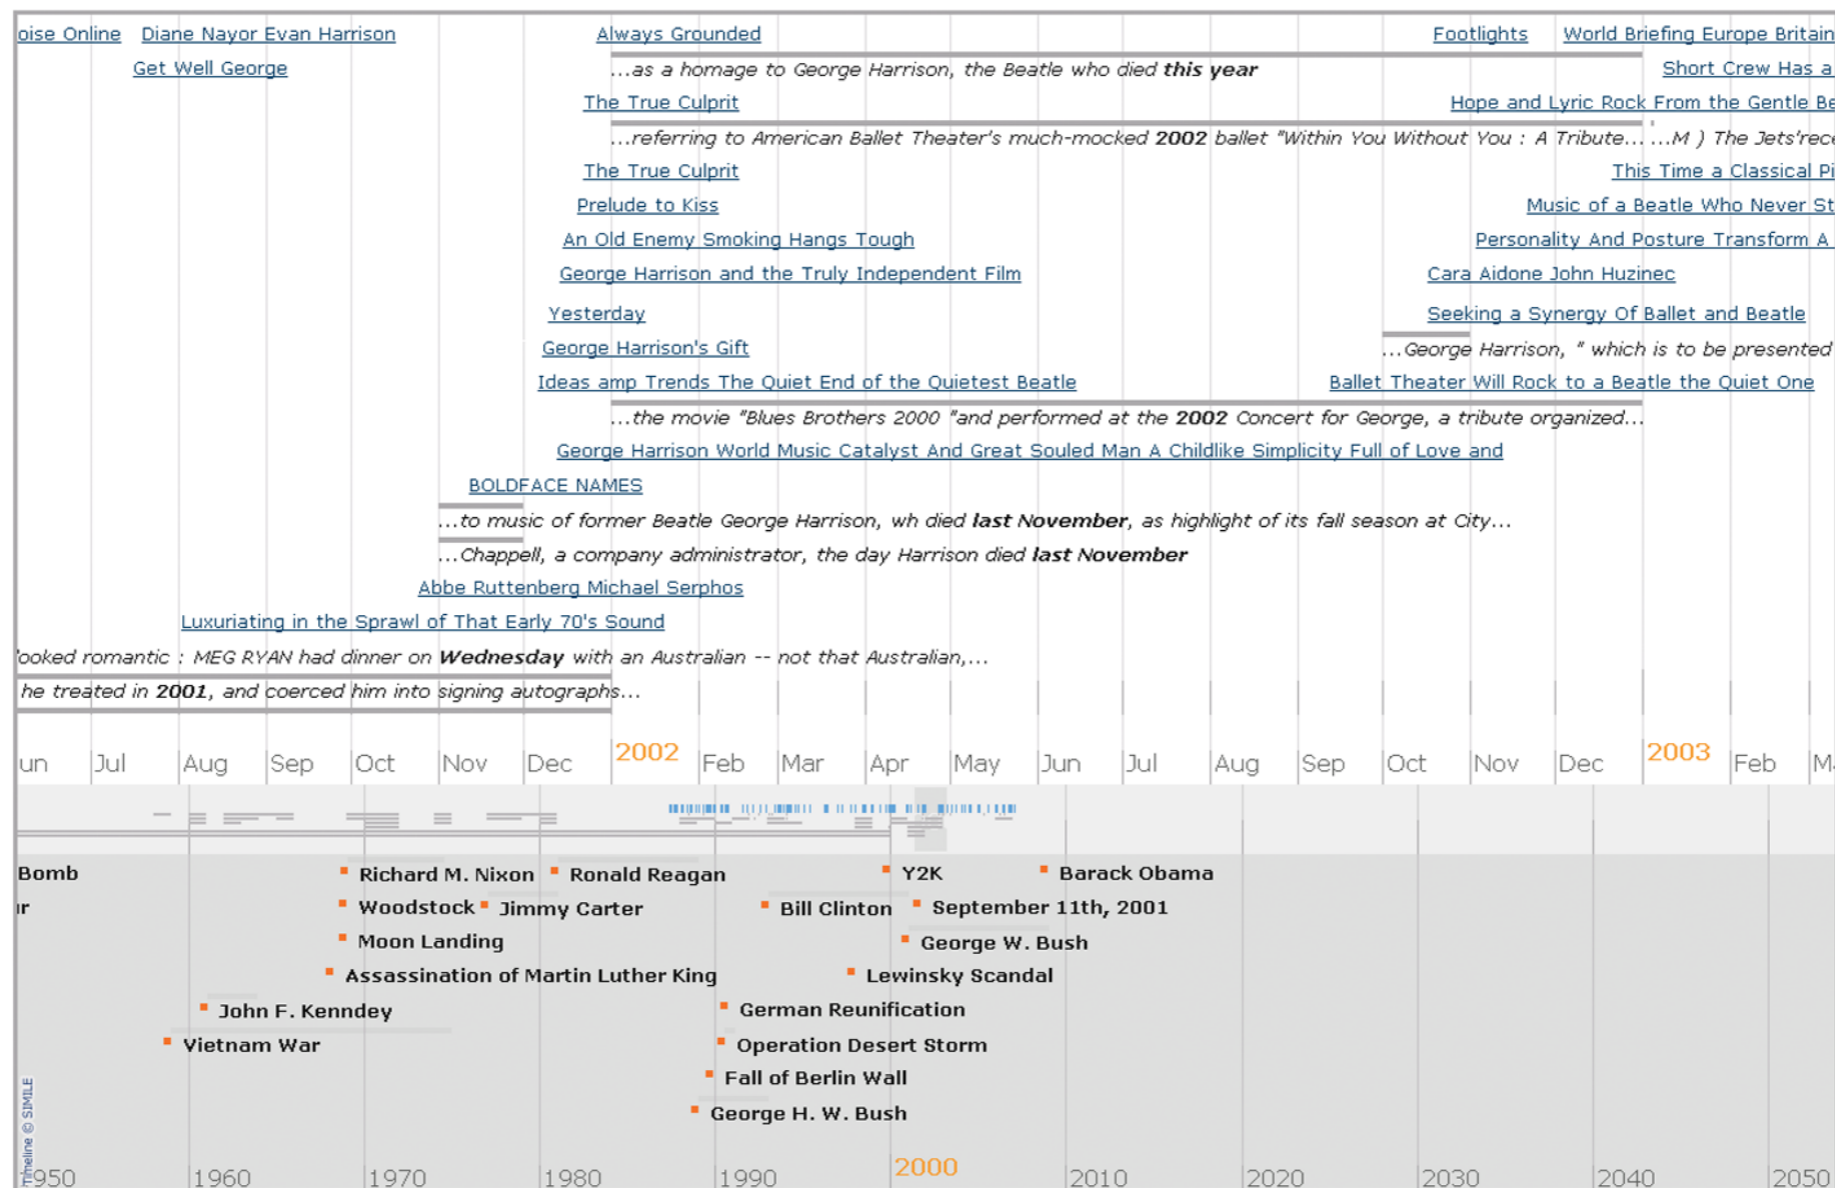 oise Online Diane Nayor Evan Harrison Always Grounded Footlights World Briefing Europe Britain
Get Well George ...as a homage to George Harrison, the Beatle who died this year Short Crew Has a
The True Culprit Hope and Lyric Rock From the Gentle Be
...referring to American Ballet Theater's much-mocked 2002 ballet "Within You Without You : A Tribute... ...M ) The Jets'rece
The True Culprit This Time a Classical Pi
Prelude to Kiss Music of a Beatle Who Never St
An Old Enemy Smoking Hangs Tough Personality And Posture Transform A
George Harrison and the Truly Independent Film Cara Aidone John Huzinec
Yesterday Seeking a Synergy Of Ballet and Beatle
George Harrison's Gift ...George Harrison, " which is to be presented
Ideas amp Trends The Quiet End of the Quietest Beatle Ballet Theater Will Rock to a Beatle the Quiet One
...the movie "Blues Brothers 2000 "and performed at the 2002 Concert for George, a tribute organized...
George Harrison World Music Catalyst And Great Souled Man A Childlike Simplicity Full of Love and
BOLDFACE NAMES
...to music of former Beatle George Harrison, wh died last November, as highlight of its fall season at City...
...Chappell, a company administrator, the day Harrison died last November
Abbe Ruttenberg Michael Serphos
Luxuriating in the Sprawl of That Early 70's Sound
looked romantic : MEG RYAN had dinner on Wednesday with an Australian -- not that Australian,...
he treated in 2001, and coerced him into signing autographs...
un Jul Aug Sep Oct Nov Dec 2002 Feb Mar Apr May Jun Jul Aug Sep Oct Nov Dec 2003 Feb Ma
Bomb Richard M. Nixon Ronald Reagan Y2K Barack Obama
ur Woodstock Jimmy Carter Bill Clinton September 11th, 2001
Moon Landing George W. Bush
Assassination of Martin Luther King Lewinsky Scandal
John F. Kenndey German Reunification
Vietnam War Operation Desert Storm
Fall of Berlin Wall
George H. W. Bush
Timeline © SIMILE
1950 1960 1970 1980 1990 2000 2010 2020 2030 2040 2050